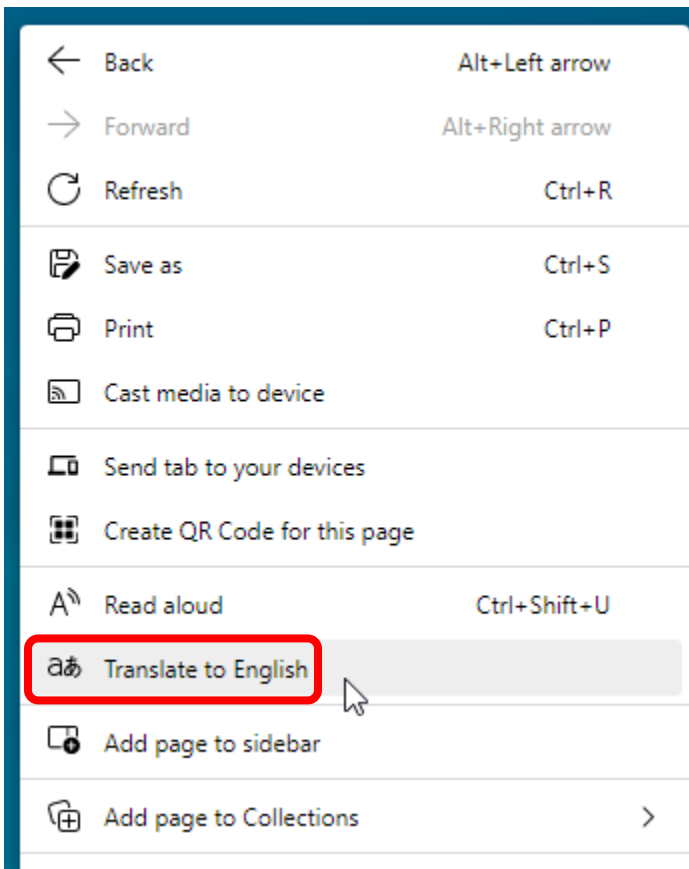 Back Alt+Left arrow
Forward Alt+Right arrow
Refresh Ctrl+R
Save as Ctrl+S
Print Ctrl+P
Cast media to device
Send tab to your devices
Create QR Code for this page
A Read aloud Ctrl+Shift+U
aあ Translate to English
Add page to sidebar
Add page to Collections